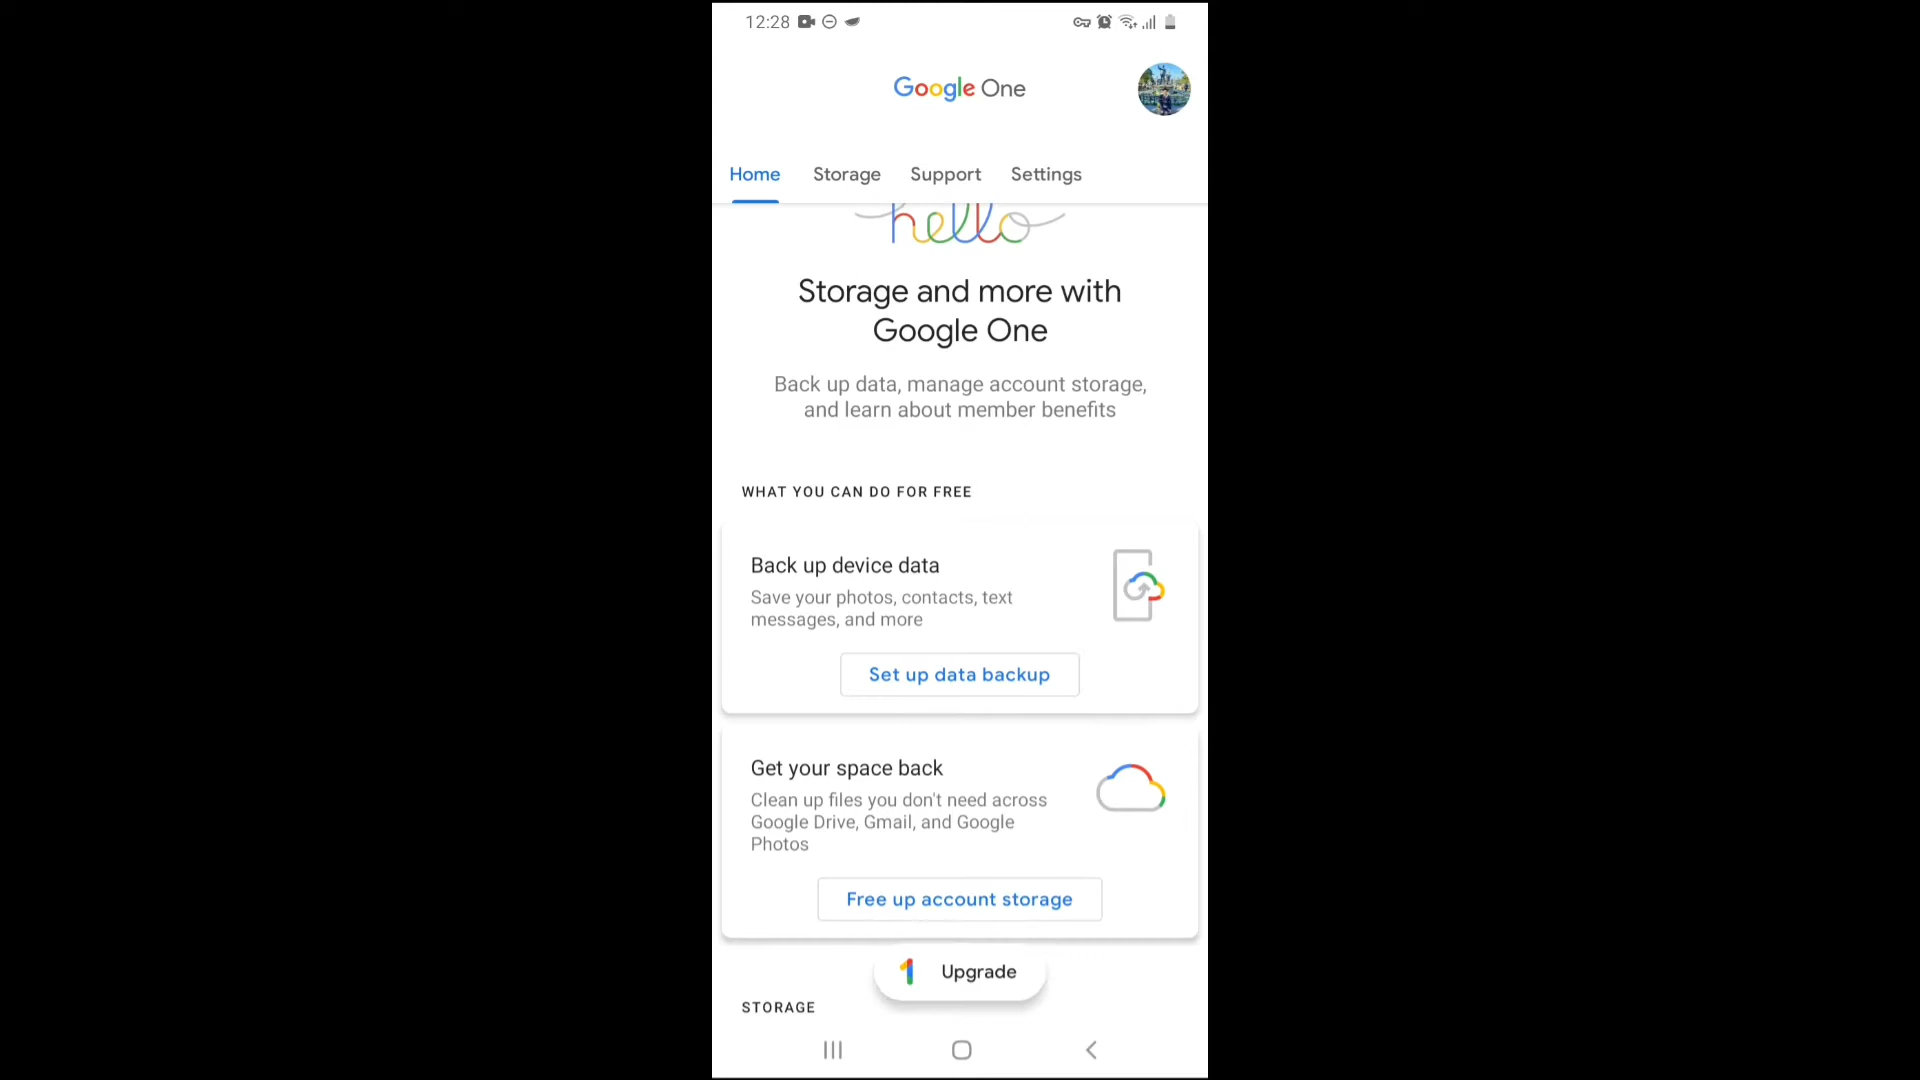 12:28
Google One
Home Storage Support Settings
hello
Storage and more with
Google One
Back up data, manage account storage,
and learn about member benefits
WHAT YOU CAN DO FOR FREE
Back up device data
Save your photos, contacts, text
messages, and more
Set up data backup
Get your space back
Clean up files you don't need across
Google Drive, Gmail, and Google
Photos
Free up account storage
1 Upgrade
STORAGE